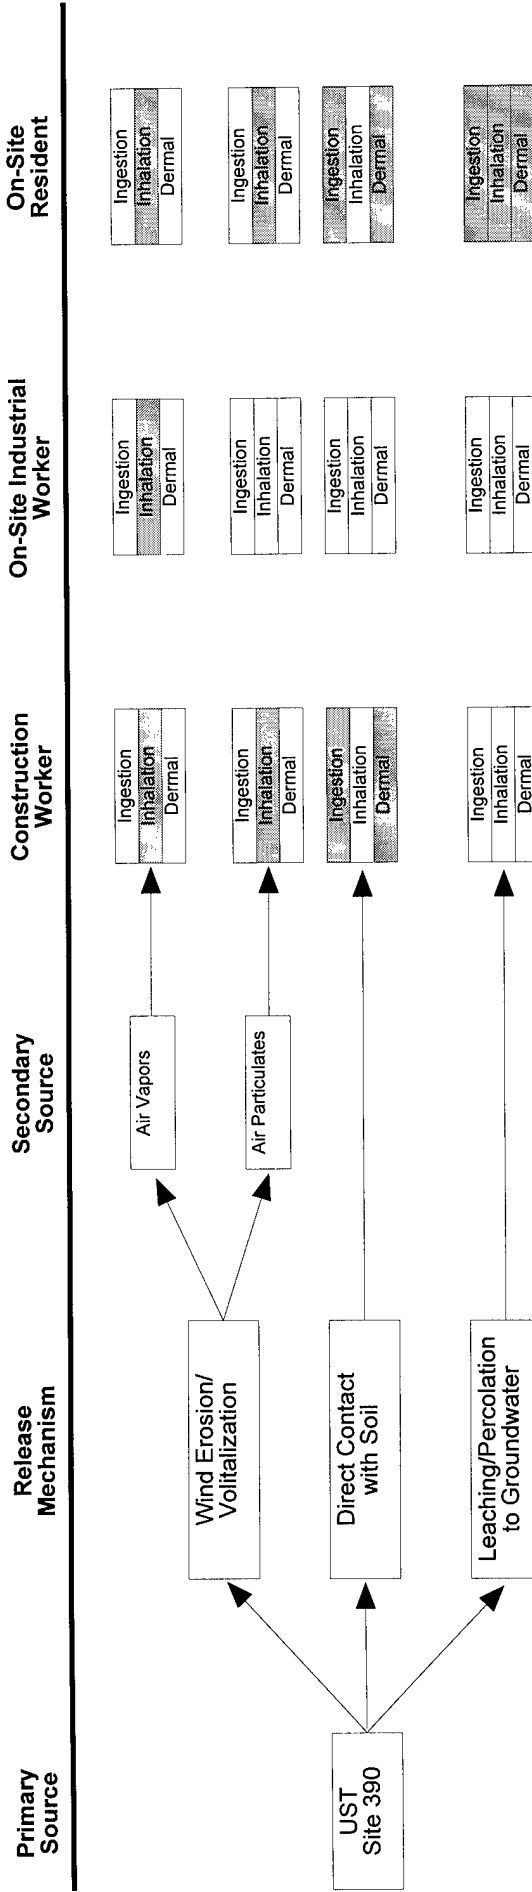 Primary
Source
Release
Mechanism
Secondary
Source
Construction
Worker
On-Site Industrial
Worker
On-Site
Resident
UST
Site 390
Wind Erosion/
Volitalization
Air Vapors
Ingestion
Inhalation
Dermal
Ingestion
Inhalation
Dermal
Ingestion
Inhalation
Dermal
Air Particulates
Ingestion
Inhalation
Dermal
Ingestion
Inhalation
Dermal
Ingestion
Inhalation
Dermal
Direct Contact
with Soil
Ingestion
Inhalation
Dermal
Ingestion
Inhalation
Dermal
Ingestion
Inhalation
Dermal
Leaching/Percolation
to Groundwater
Ingestion
Inhalation
Dermal
Ingestion
Inhalation
Dermal
Ingestion
Inhalation
Dermal